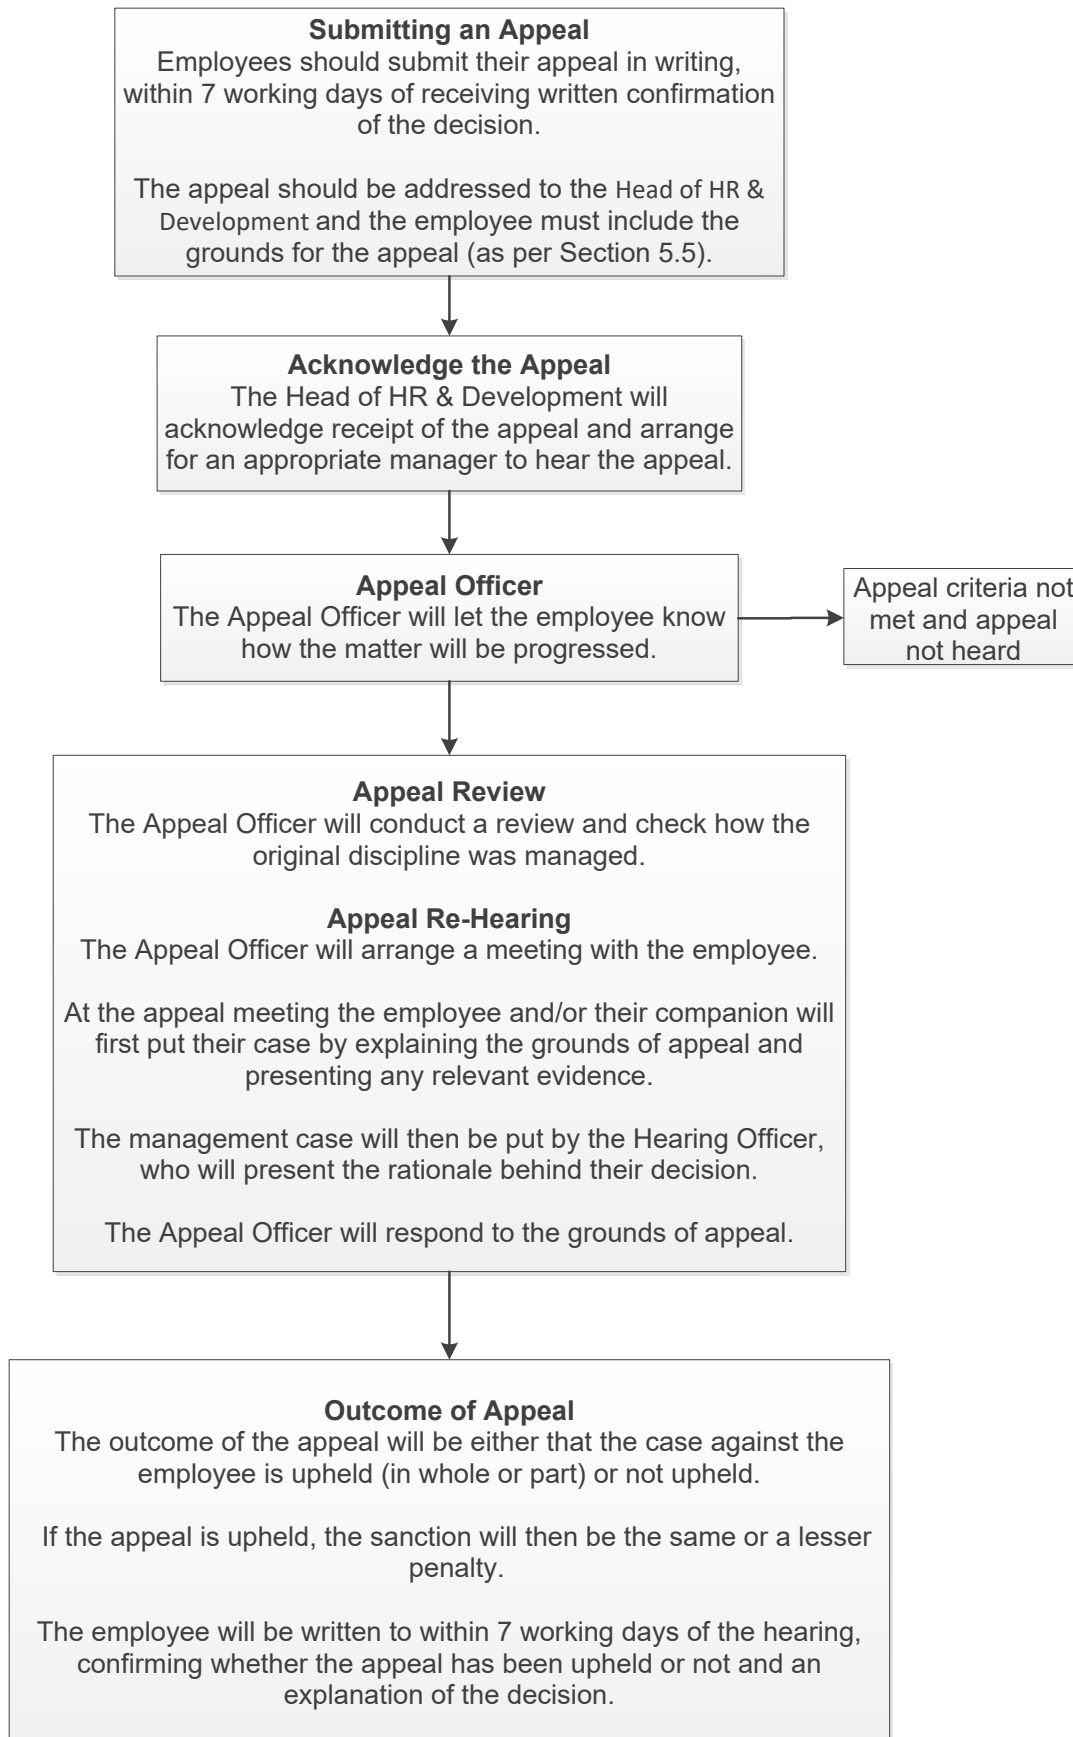 Submitting an Appeal
Employees should submit their appeal in writing,
within 7 working days of receiving written confirmation
of the decision.
The appeal should be addressed to the Head of HR &
Development and the employee must include the
grounds for the appeal (as per Section 5.5).
Acknowledge the Appeal
The Head of HR & Development will
acknowledge receipt of the appeal and arrange
for an appropriate manager to hear the appeal.
Appeal Officer
The Appeal Officer will let the employee know
how the matter will be progressed.
Appeal criteria not
met and appeal
not heard
Appeal Review
The Appeal Officer will conduct a review and check how the
original discipline was managed.
Appeal Re-Hearing
The Appeal Officer will arrange a meeting with the employee.
At the appeal meeting the employee and/or their companion will
first put their case by explaining the grounds of appeal and
presenting any relevant evidence.
The management case will then be put by the Hearing Officer,
who will present the rationale behind their decision.
The Appeal Officer will respond to the grounds of appeal.
Outcome of Appeal
The outcome of the appeal will be either that the case against the
employee is upheld (in whole or part) or not upheld.
If the appeal is upheld, the sanction will then be the same or a lesser
penalty.
The employee will be written to within 7 working days of the hearing,
confirming whether the appeal has been upheld or not and an
explanation of the decision.